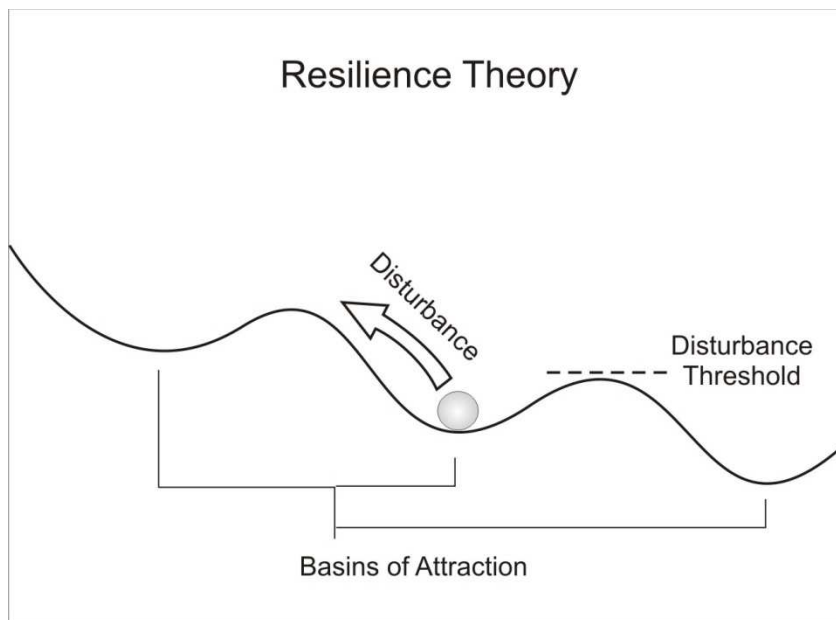 Resilience Theory
Disturbance
Disturbance
Threshold
Basins of Attraction